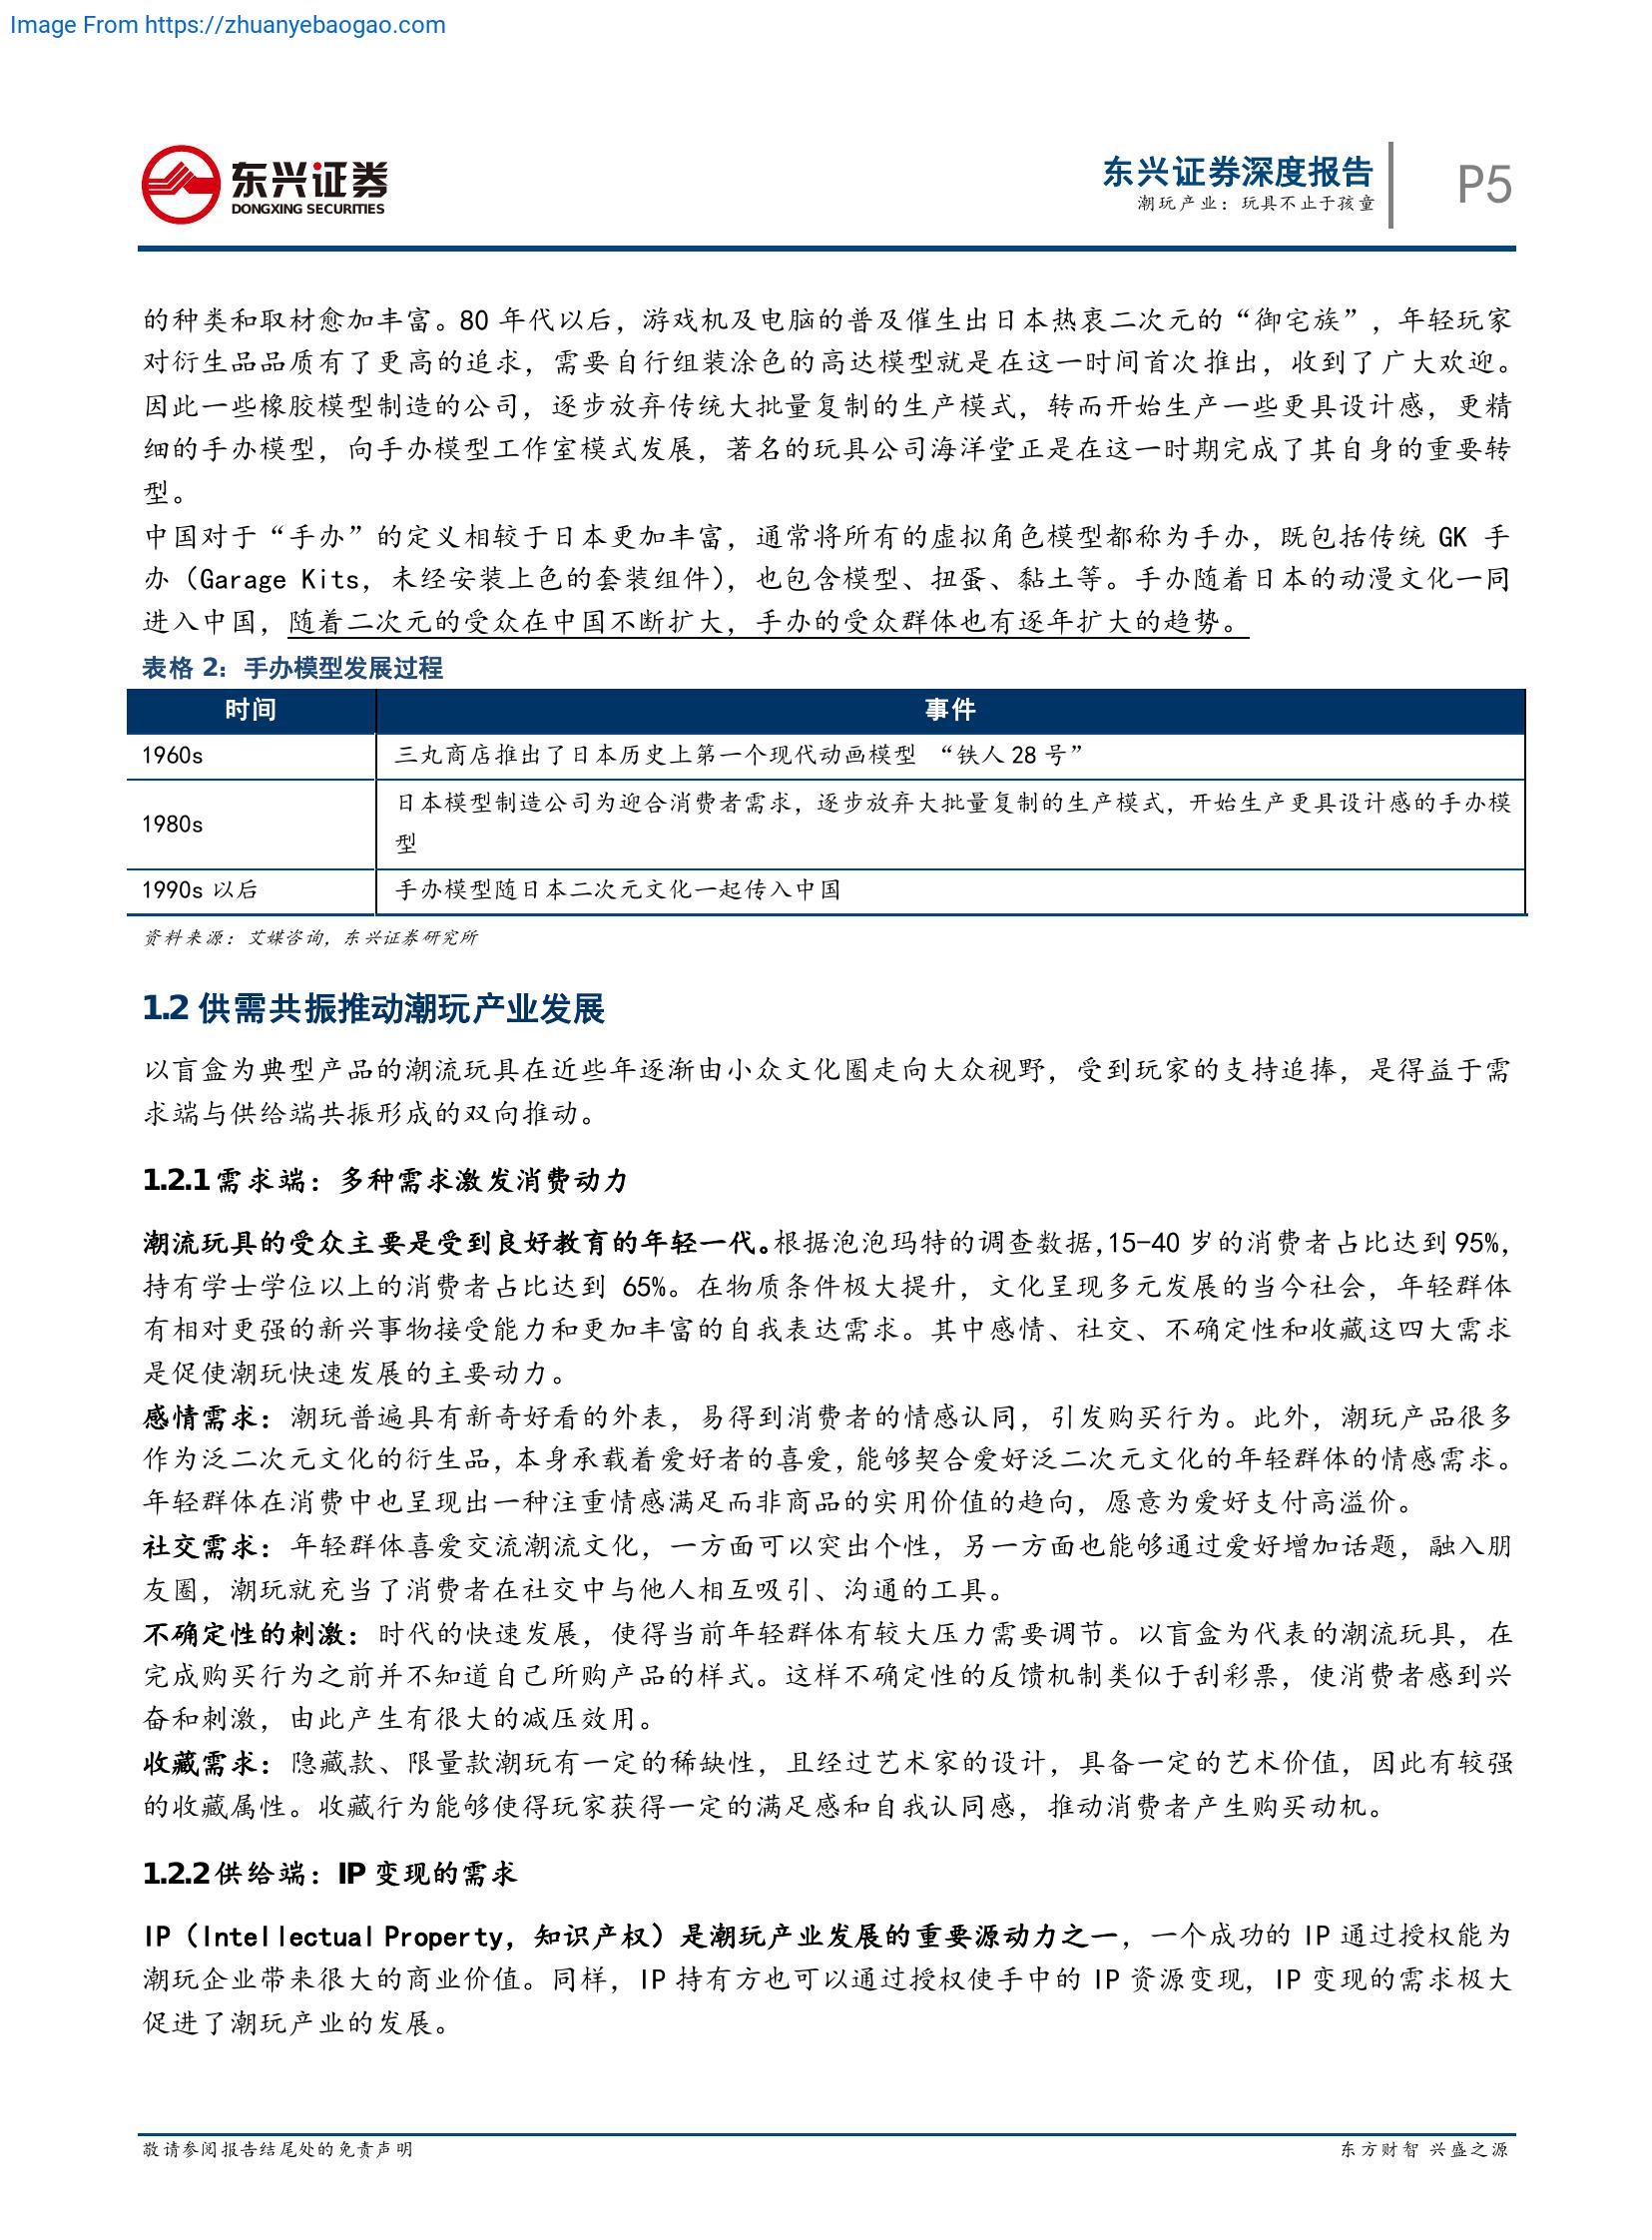 Image From https://zhuanyebaogao.com
东兴证券
DONGXING SECURITIES
东兴证券深度报告
潮玩产业：玩具不止于孩童
P5
的种类和取材愈加丰富。80 年代以后，游戏机及电脑的普及催生出日本热衷二次元的“御宅族”，年轻玩家
对衍生品品质有了更高的追求，需要自行组装涂色的高达模型就是在这一时间首次推出，收到了广大欢迎。
因此一些橡胶模型制造的公司，逐步放弃传统大批量复制的生产模式，转而开始生产一些更具设计感，更精
细的手办模型，向手办模型工作室模式发展，著名的玩具公司海洋堂正是在这一时期完成了其自身的重要转
型。
中国对于“手办”的定义相较于日本更加丰富，通常将所有的虚拟角色模型都称为手办，既包括传统 GK 手
办（Garage Kits，未经安装上色的套装组件），也包含模型、扭蛋、黏土等。手办随着日本的动漫文化一同
进入中国，随着二次元的受众在中国不断扩大，手办的受众群体也有逐年扩大的趋势。
表格 2：手办模型发展过程
时间 事件
1960s 三丸商店推出了日本历史上第一个现代动画模型 “铁人 28 号”
1980s 日本模型制造公司为迎合消费者需求，逐步放弃大批量复制的生产模式，开始生产更具设计感的手办模
型
1990s 以后 手办模型随日本二次元文化一起传入中国
资料来源：艾媒咨询，东兴证券研究所
1.2 供需共振推动潮玩产业发展
以盲盒为典型产品的潮流玩具在近些年逐渐由小众文化圈走向大众视野，受到玩家的支持追捧，是得益于需
求端与供给端共振形成的双向推动。
1.2.1 需求端：多种需求激发消费动力
潮流玩具的受众主要是受到良好教育的年轻一代。根据泡泡玛特的调查数据，15-40 岁的消费者占比达到 95%，
持有学士学位以上的消费者占比达到 65%。在物质条件极大提升，文化呈现多元发展的当今社会，年轻群体
有相对更强的新兴事物接受能力和更加丰富的自我表达需求。其中感情、社交、不确定性和收藏这四大需求
是促使潮玩快速发展的主要动力。
感情需求：潮玩普遍具有新奇好看的外表，易得到消费者的情感认同，引发购买行为。此外，潮玩产品很多
作为泛二次元文化的衍生品，本身承载着爱好者的喜爱，能够契合爱好泛二次元文化的年轻群体的情感需求。
年轻群体在消费中也呈现出一种注重情感满足而非商品的实用价值的趋向，愿意为爱好支付高溢价。
社交需求：年轻群体喜爱交流潮流文化，一方面可以突出个性，另一方面也能够通过爱好增加话题，融入朋
友圈，潮玩就充当了消费者在社交中与他人相互吸引、沟通的工具。
不确定性的刺激：时代的快速发展，使得当前年轻群体有较大压力需要调节。以盲盒为代表的潮流玩具，在
完成购买行为之前并不知道自己所购产品的样式。这样不确定性的反馈机制类似于刮彩票，使消费者感到兴
奋和刺激，由此产生有很大的减压效用。
收藏需求：隐藏款、限量款潮玩有一定的稀缺性，且经过艺术家的设计，具备一定的艺术价值，因此有较强
的收藏属性。收藏行为能够使得玩家获得一定的满足感和自我认同感，推动消费者产生购买动机。
1.2.2 供给端：IP 变现的需求
IP（Intellectual Property，知识产权）是潮玩产业发展的重要源动力之一，一个成功的 IP 通过授权能为
潮玩企业带来很大的商业价值。同样，IP 持有方也可以通过授权使手中的 IP 资源变现，IP 变现的需求极大
促进了潮玩产业的发展。
敬请参阅报告结尾处的免责声明
东方财智 兴盛之源